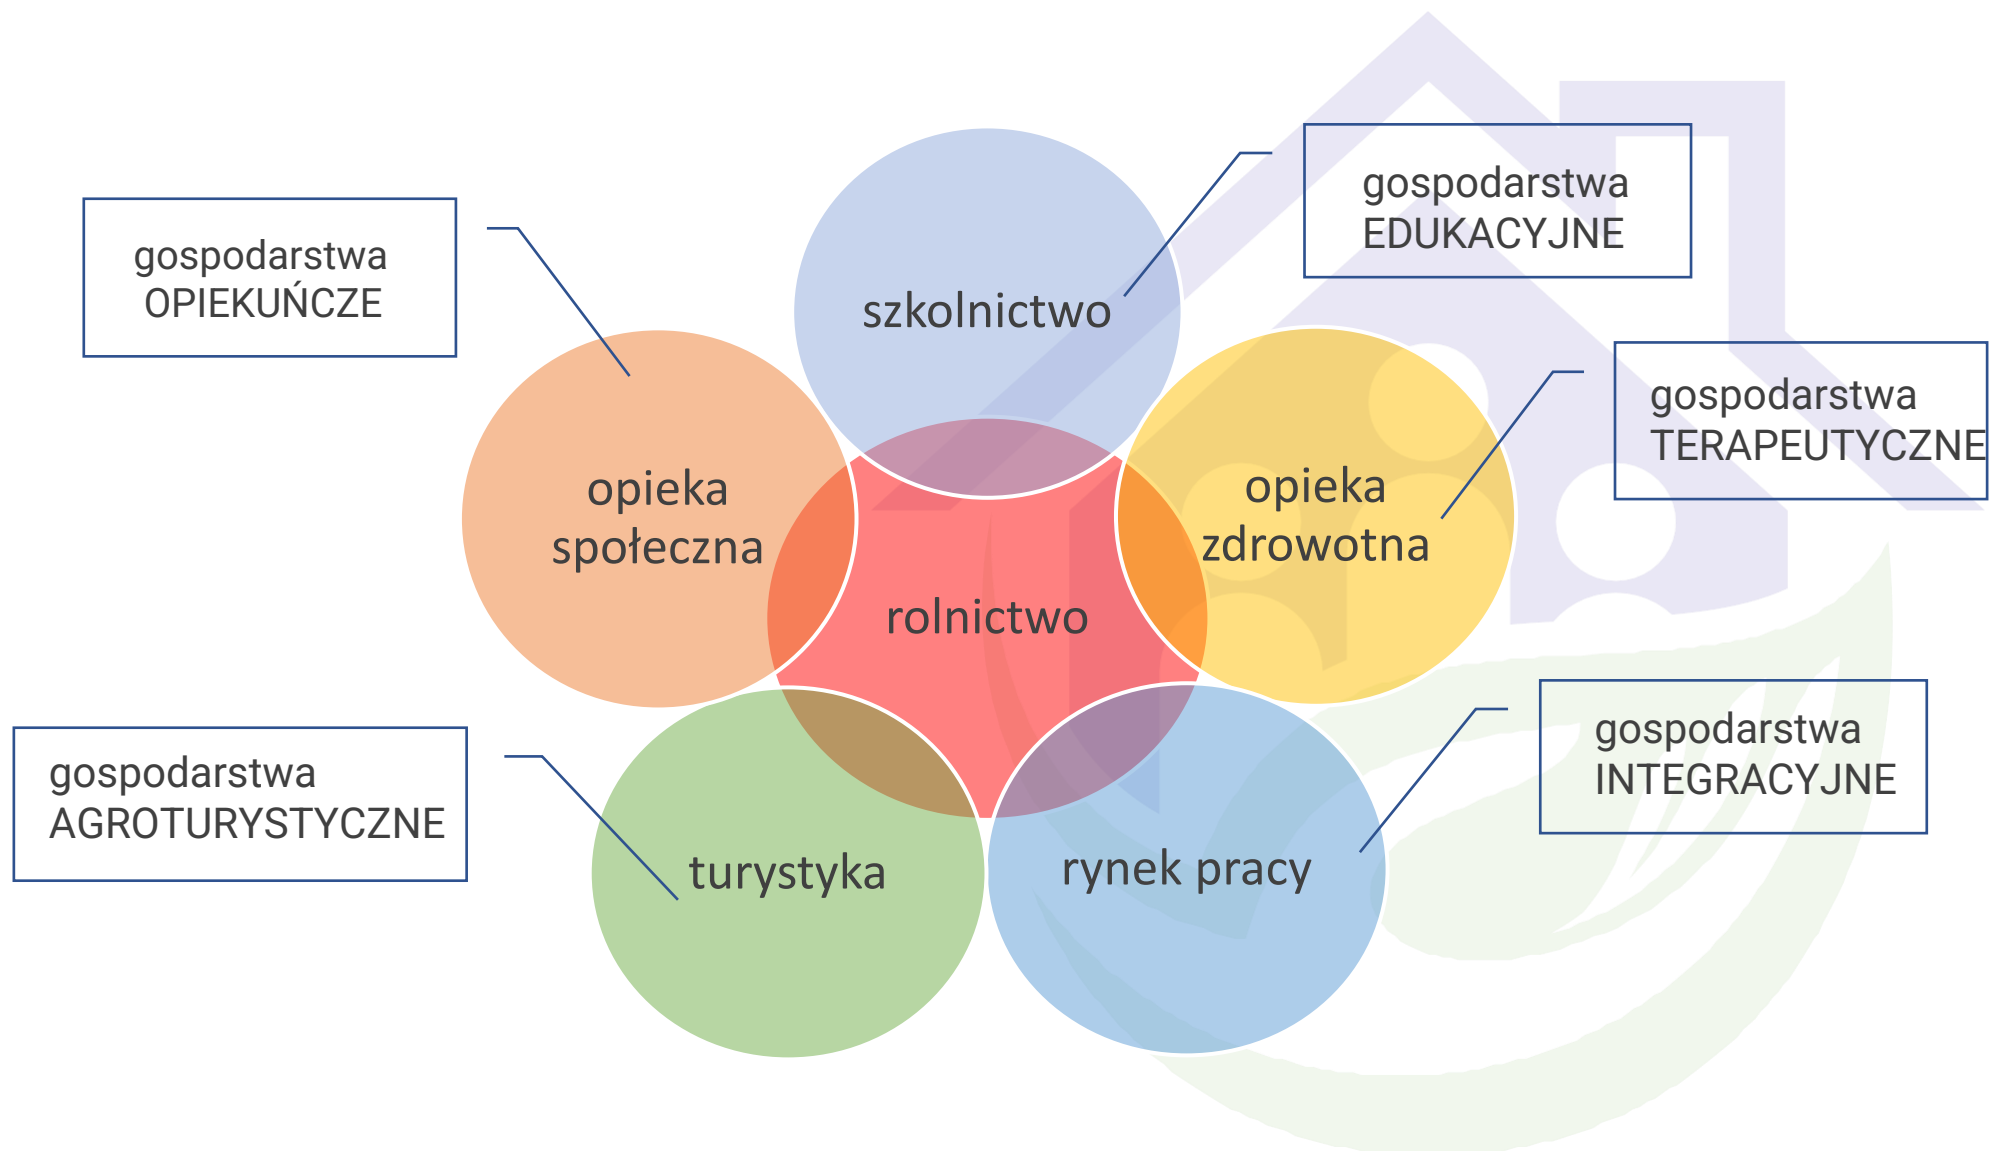 gospodarstwa
EDUKACYJNE
gospodarstwa
OPIEKUŃCZE
szkolnictwo
gospodarstwa
TERAPEUTYCZNE
opieka
społeczna
opieka
zdrowotna
rolnictwo
gospodarstwa
INTEGRACYJNE
gospodarstwa
AGROTURYSTYCZNE
turystyka
rynek pracy